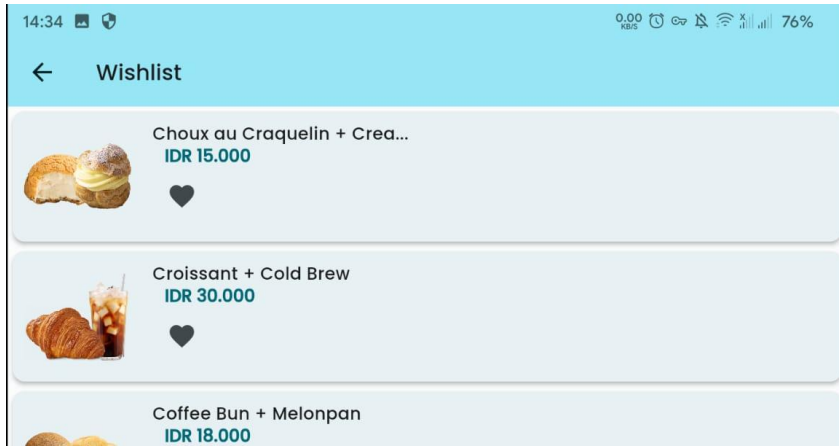 14:34
0.00
KB/S
76%
Wishlist
Choux au Craquelin + Crea...
IDR 15.000
Croissant + Cold Brew
IDR 30.000
Coffee Bun + Melonpan
IDR 18.000